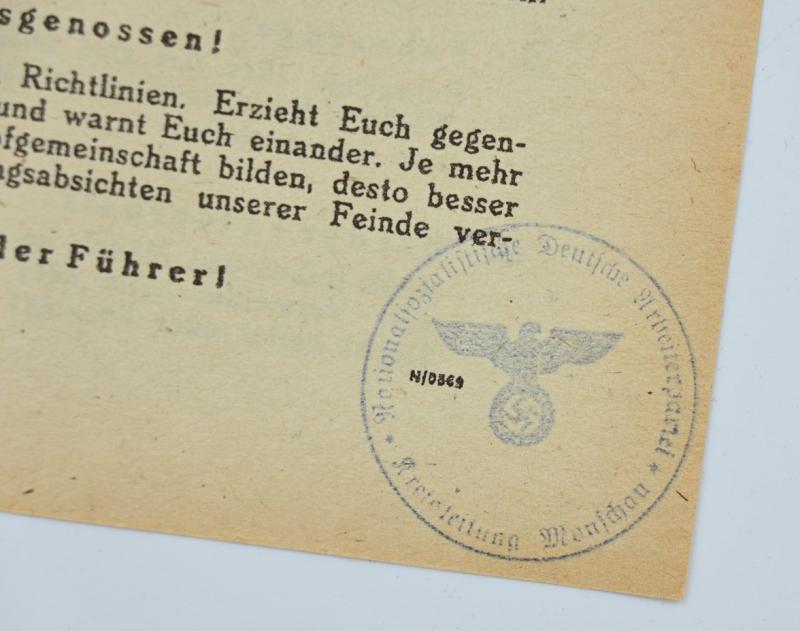 sgenossen!
Richtlinien. Erzieht Euch gegen-
und warnt Euch einander. Je mehr
fgemeinschaft bilden, desto besser
gsabsichten unserer Feinde ver-
der Führer!
N/0369
Nationalsozialistische Deutsche Arbeiterpartei
* Kreisleitung Monschau *